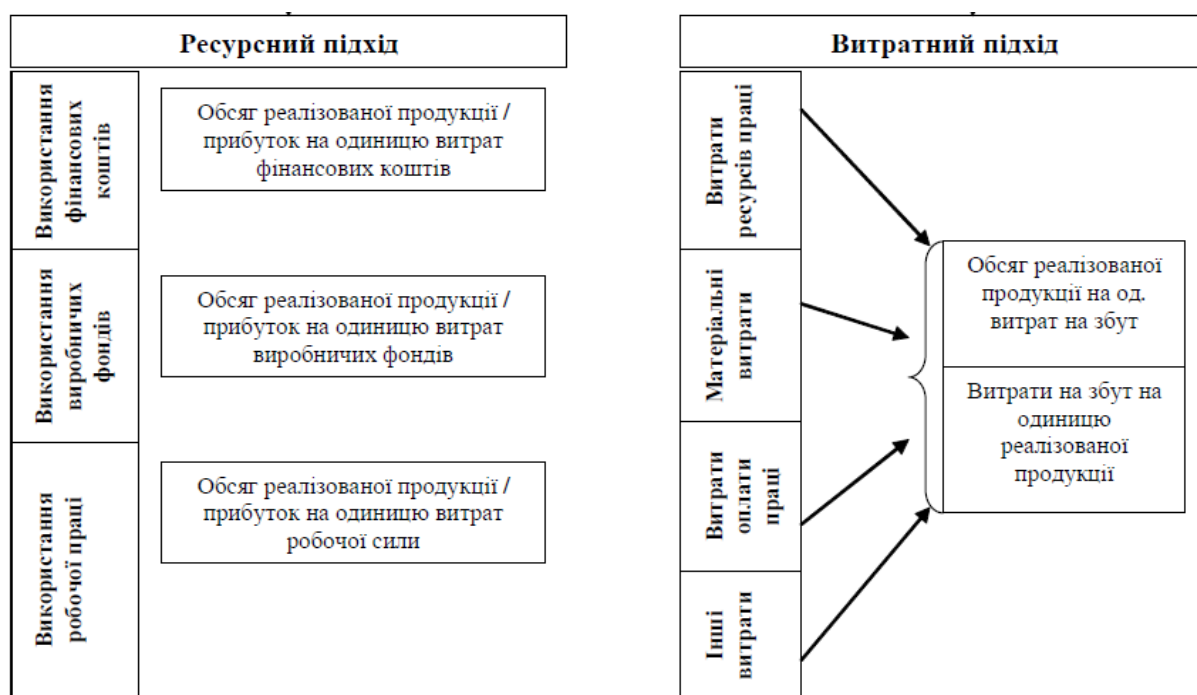 Ресурсний підхід
Використання
фінансових
коштів
Обсяг реалізованої продукції /
прибуток на одиницю витрат
фінансових коштів
Використання
виробничих
фондів
Обсяг реалізованої продукції /
прибуток на одиницю витрат
виробничих фондів
Використання
робочої праці
Обсяг реалізованої продукції /
прибуток на одиницю витрат
робочої сили
Витратний підхід
Витрати
ресурсів праці
Матеріальні
витрати
Витрати
оплати
праці
Інші
витрати
Обсяг реалізованої
продукції на од.
витрат на збут
Витрати на збут на
одиницю
реалізованої
продукції